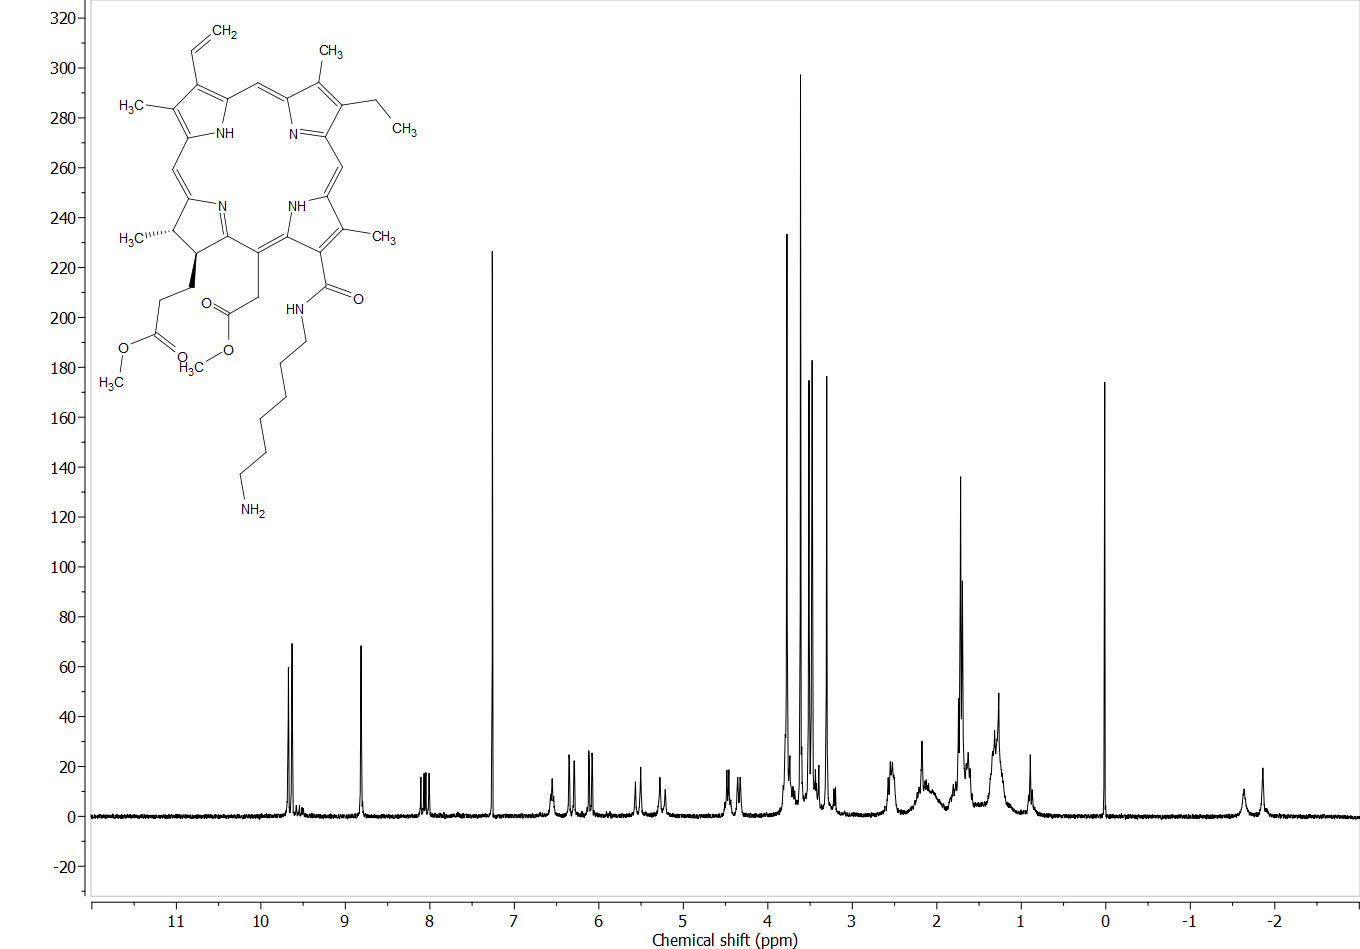 320
300
280
260
240
220
200
180
160
140
120
100
80
60
40
20
0
-20
CH2
CH3
H3C
CH3
NH
N
N
NH
H3C
CH3
O
HN
O
O
O
O
H3C
H3C
NH2
11 10 9 8 7 6 5 4 3 2 1 0 -1 -2
Chemical shift (ppm)